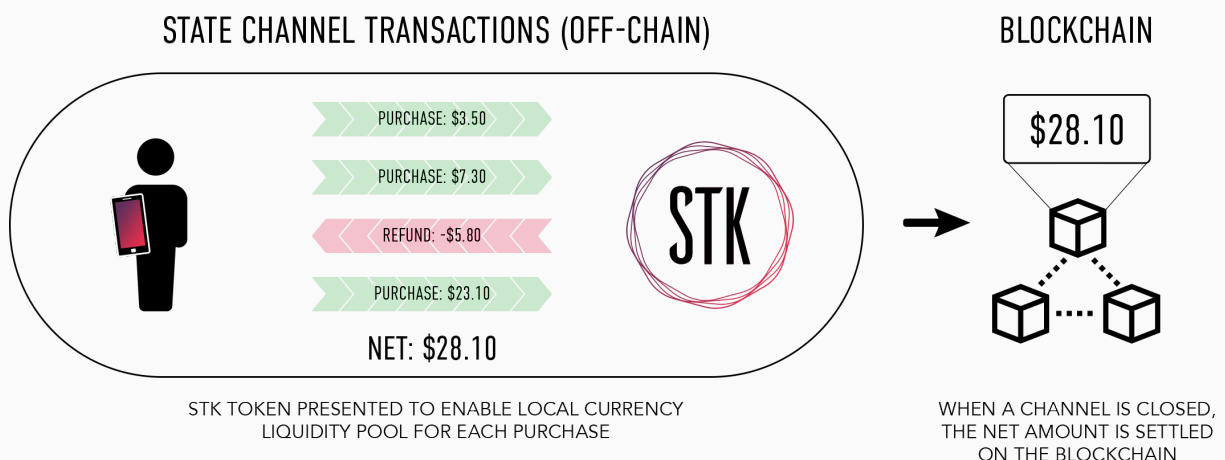 STATE CHANNEL TRANSACTIONS (OFF-CHAIN)
PURCHASE: $3.50
PURCHASE: $7.30
REFUND: -$5.80
PURCHASE: $23.10
NET: $28.10
STK
STK TOKEN PRESENTED TO ENABLE LOCAL CURRENCY
LIQUIDITY POOL FOR EACH PURCHASE
BLOCKCHAIN
$28.10
WHEN A CHANNEL IS CLOSED,
THE NET AMOUNT IS SETTLED
ON THE BLOCKCHAIN